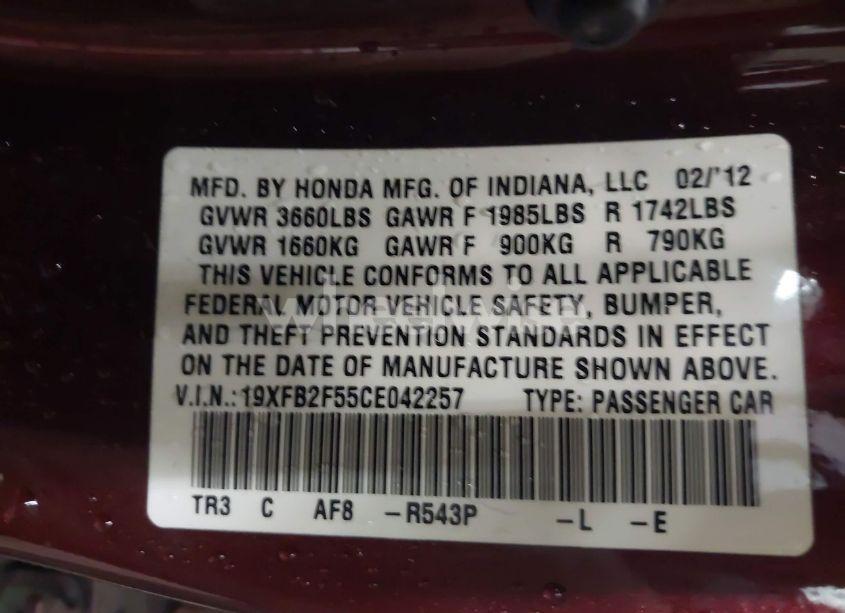 MFD. BY HONDA MFG. OF INDIANA, LLC 02/'12
GVWR 3660LBS GAWR F 1985LBS R 1742LBS
GVWR 1660KG GAWR F 900KG R 790KG
THIS VEHICLE CONFORMS TO ALL APPLICABLE
FEDERAL MOTOR VEHICLE SAFETY, BUMPER,
AND THEFT PREVENTION STANDARDS IN EFFECT
ON THE DATE OF MANUFACTURE SHOWN ABOVE.
V.I.N.:19XFB2F55CE042257 TYPE: PASSENGER CAR
TR3 C AF8 -R543P -L -E